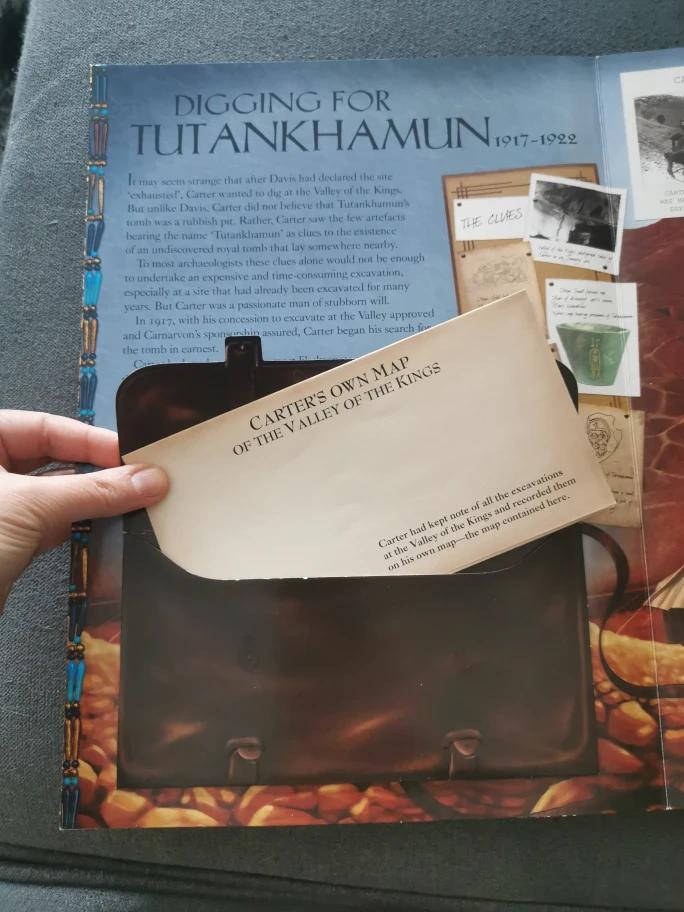 DIGGING FOR
TUTANKHAMUN 1917–1922
It may seem strange that after Davis had declared the site
‘exhausted’, Carter wanted to dig at the Valley of the Kings.
But unlike Davis, Carter did not believe that Tutankhamun’s
tomb was a rubbish pit. Rather, Carter saw the few artefacts
bearing the name ‘Tutankhamun’ as clues to the existence
of an undiscovered royal tomb that lay somewhere nearby.
To most archaeologists these clues alone would not be enough
to undertake an expensive and time-consuming excavation,
especially at a site that had already been excavated for many
years. But Carter was a passionate man of stubborn will.
In 1917, with his concession to excavate at the Valley approved
and Carnarvon’s sponsorship assured, Carter began his search for
the tomb in earnest.
THE CLUES
CARTER’S OWN MAP
OF THE VALLEY OF THE KINGS
Carter had kept note of all the excavations
at the Valley of the Kings and recorded them
on his own map—the map contained here.